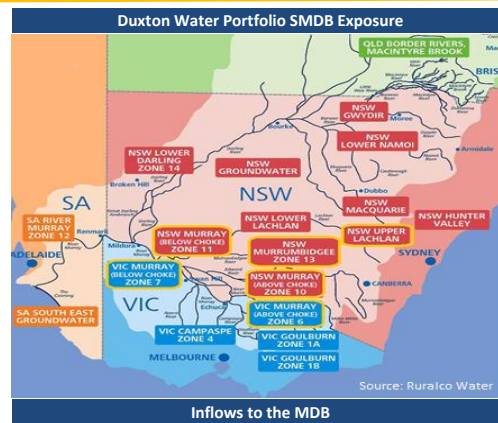 Duxton Water Portfolio SMDB Exposure
QLD BORDER RIVERS,
MACINTYRE BROOK
BRIS
NSW
GWYDIR
Moree
Bourke
NSW
LOWER NAMOI
Armidale
NSW LOWER
DARLING
ZONE 14
NSW
GROUNDWATER
Broken Hill
SA
NSW
Dubbo
NSW
MACQUARIE
NSW HUNTER
VALLEY
SA RIVER
MURRAY
ZONE 12
Renmark
NSW LOWER
LACHLAN
NSW MURRAY
(BELOW CHOKE)
ZONE 11
NSW UPPER
LACHLAN
NSW
MURRUMBIDGEE
ZONE 13
SYDNEY
ADELAIDE
Mildura
VIC MURRAY
(BELOW CHOKE)
ZONE 7
Swan Hill
NSW MURRAY
(ABOVE CHOKE)
ZONE 10
CANBERRA
SA SOUTH EAST
GROUNDWATER
VIC
Echuca
VIC MURRAY
(ABOVE CHOKE)
ZONE 6
VIC CAMPASPE
ZONE 4
VIC GOULBURN
ZONE 1A
MELBOURNE
VIC GOULBURN
ZONE 1B
Source: Ruralco Water
Inflows to the MDB